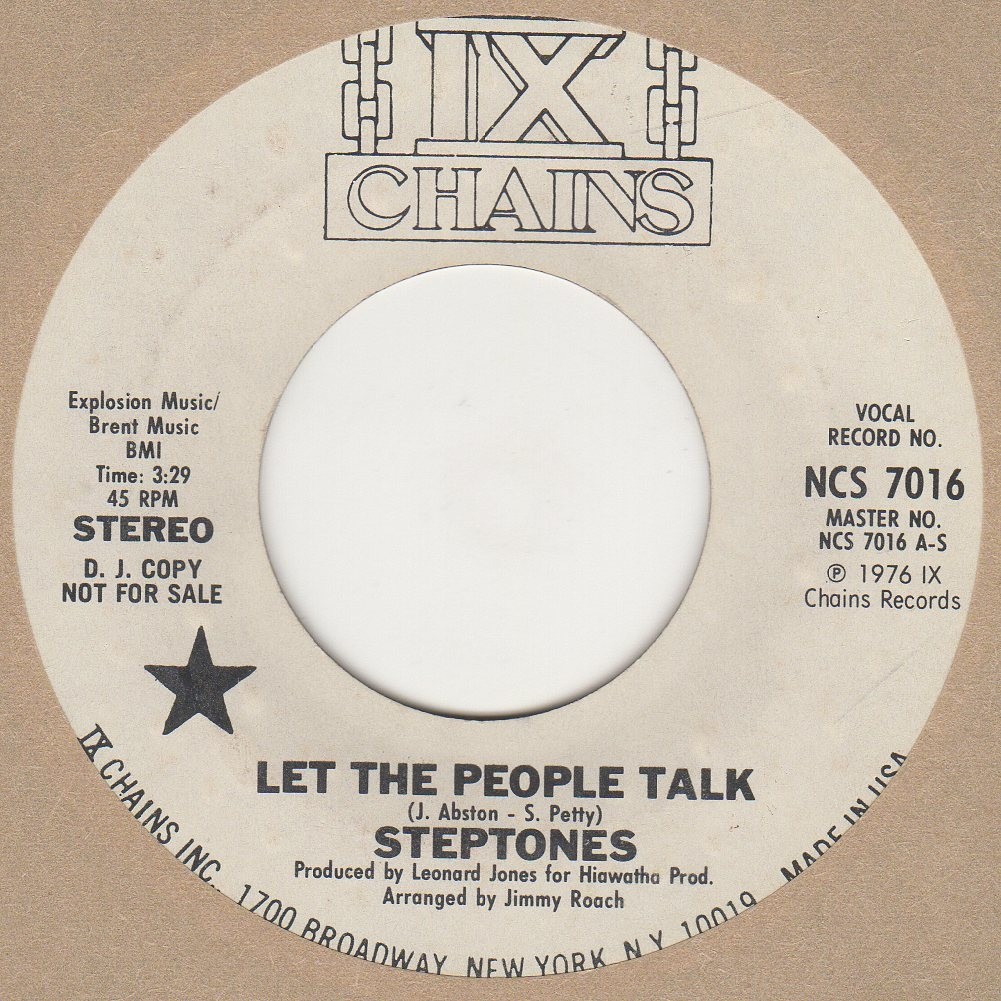 IX
CHAINS
Explosion Music/
Brent Music
BMI
Time: 3:29
45 RPM
STEREO
D. J. COPY
NOT FOR SALE
VOCAL
RECORD NO.
NCS 7016
MASTER NO.
NCS 7016 A-S
℗ 1976 IX
Chains Records
LET THE PEOPLE TALK
(J. Abston - S. Petty)
STEPTONES
Produced by Leonard Jones for Hiawatha Prod.
Arranged by Jimmy Roach
IX CHAINS INC. 1700 BROADWAY NEW YORK N.Y. 10019 MADE IN USA